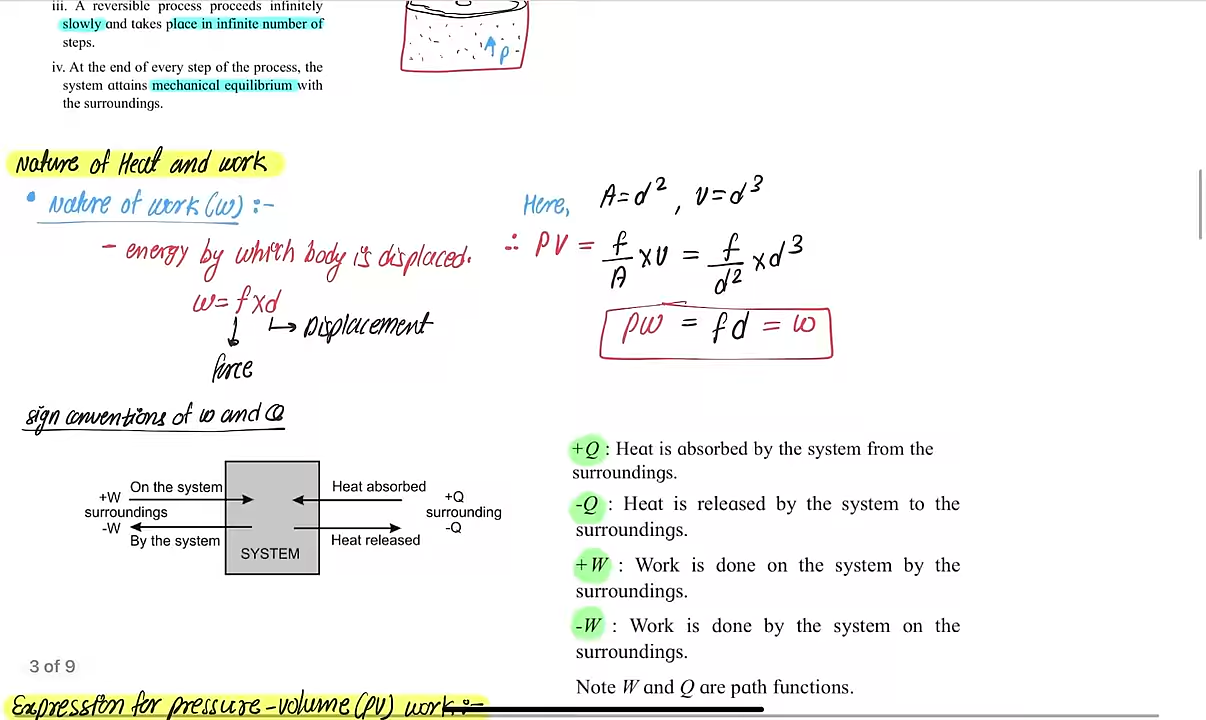 iii. A reversible process proceeds infinitely
slowly and takes place in infinite number of
steps.
iv. At the end of every step of the process, the
system attains mechanical equilibrium with
the surroundings.
P
Nature of Heat and work
• Nature of work (w) :-
- energy by which body is displaced.
w = f x d
Displacement
force
Here, A = d², V = d³
∴ PV = f/A x V = f/d² x d³
PW = fd = w
sign conventions of w and Q
+W On the system
surroundings
-W By the system
SYSTEM
Heat absorbed +Q
surrounding
Heat released -Q
+Q : Heat is absorbed by the system from the
surroundings.
-Q : Heat is released by the system to the
surroundings.
+W : Work is done on the system by the
surroundings.
-W : Work is done by the system on the
surroundings.
Note W and Q are path functions.
3 of 9
Expression for pressure-volume (PV) work :-